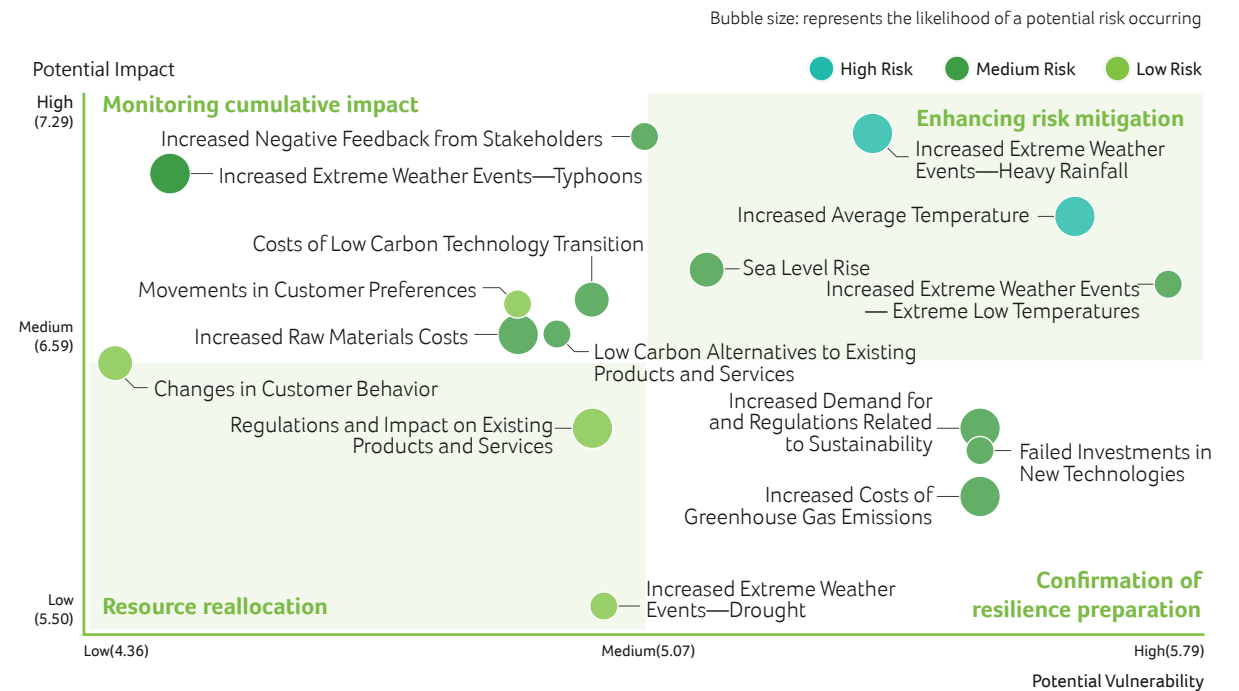 Bubble size: represents the likelihood of a potential risk occurring
Potential Impact
High Risk
Medium Risk
Low Risk
High
(7.29)
Monitoring cumulative impact
Enhancing risk mitigation
Increased Negative Feedback from Stakeholders
Increased Extreme Weather
Events—Heavy Rainfall
Increased Extreme Weather Events—Typhoons
Increased Average Temperature
Costs of Low Carbon Technology Transition
Sea Level Rise
Movements in Customer Preferences
Increased Extreme Weather Events
— Extreme Low Temperatures
Medium
(6.59)
Increased Raw Materials Costs
Low Carbon Alternatives to Existing
Products and Services
Changes in Customer Behavior
Increased Demand for
and Regulations Related
to Sustainability
Regulations and Impact on Existing
Products and Services
Failed Investments in
New Technologies
Increased Costs of
Greenhouse Gas Emissions
Low
(5.50)
Resource reallocation
Increased Extreme Weather
Events—Drought
Confirmation of
resilience preparation
Low(4.36)
Medium(5.07)
High(5.79)
Potential Vulnerability